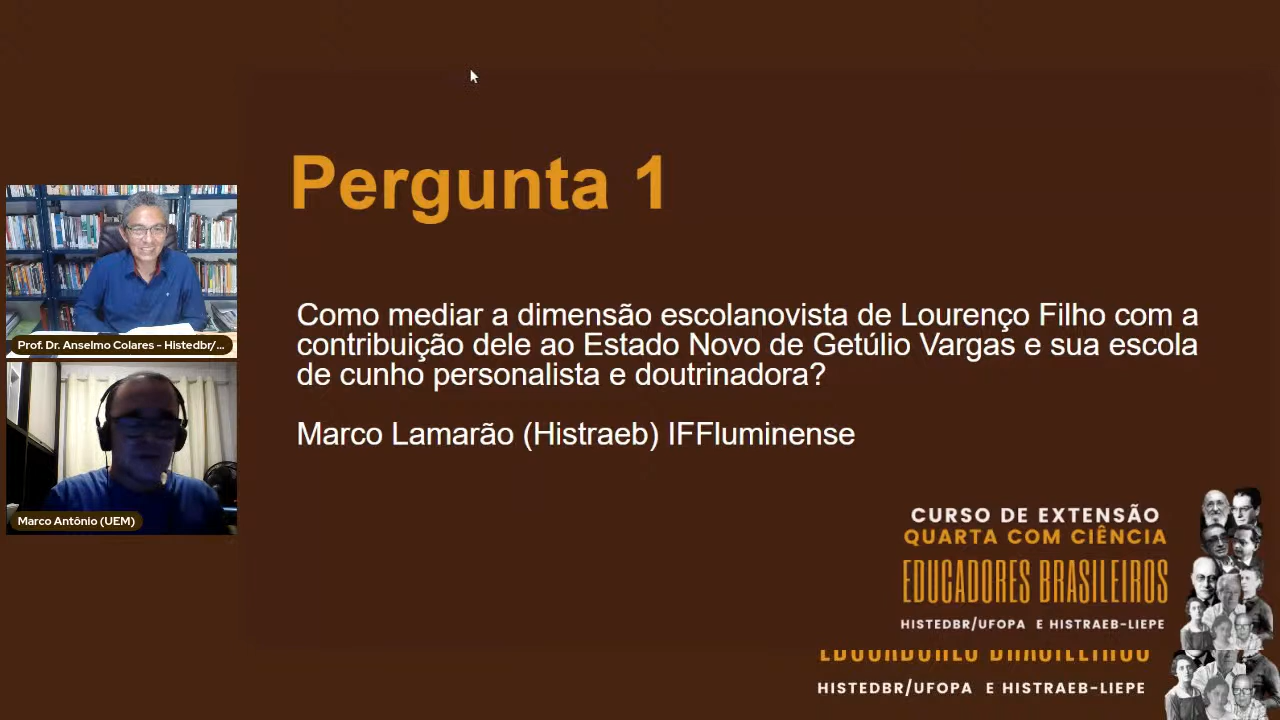 Pergunta 1
Como mediar a dimensão escolanovista de Lourenço Filho com a
contribuição dele ao Estado Novo de Getúlio Vargas e sua escola
de cunho personalista e doutrinadora?
Marco Lamarão (Histraeb) IFFluminense
Prof. Dr. Anselmo Colares - Histedbr/...
Marco Antônio (UEM)
CURSO DE EXTENSÃO
QUARTA COM CIÊNCIA
EDUCADORES BRASILEIROS
HISTEDBR/UFOPA E HISTRAEB-LIEPE
EDUCADORES BRASILEIROS
HISTEDBR/UFOPA E HISTRAEB-LIEPE